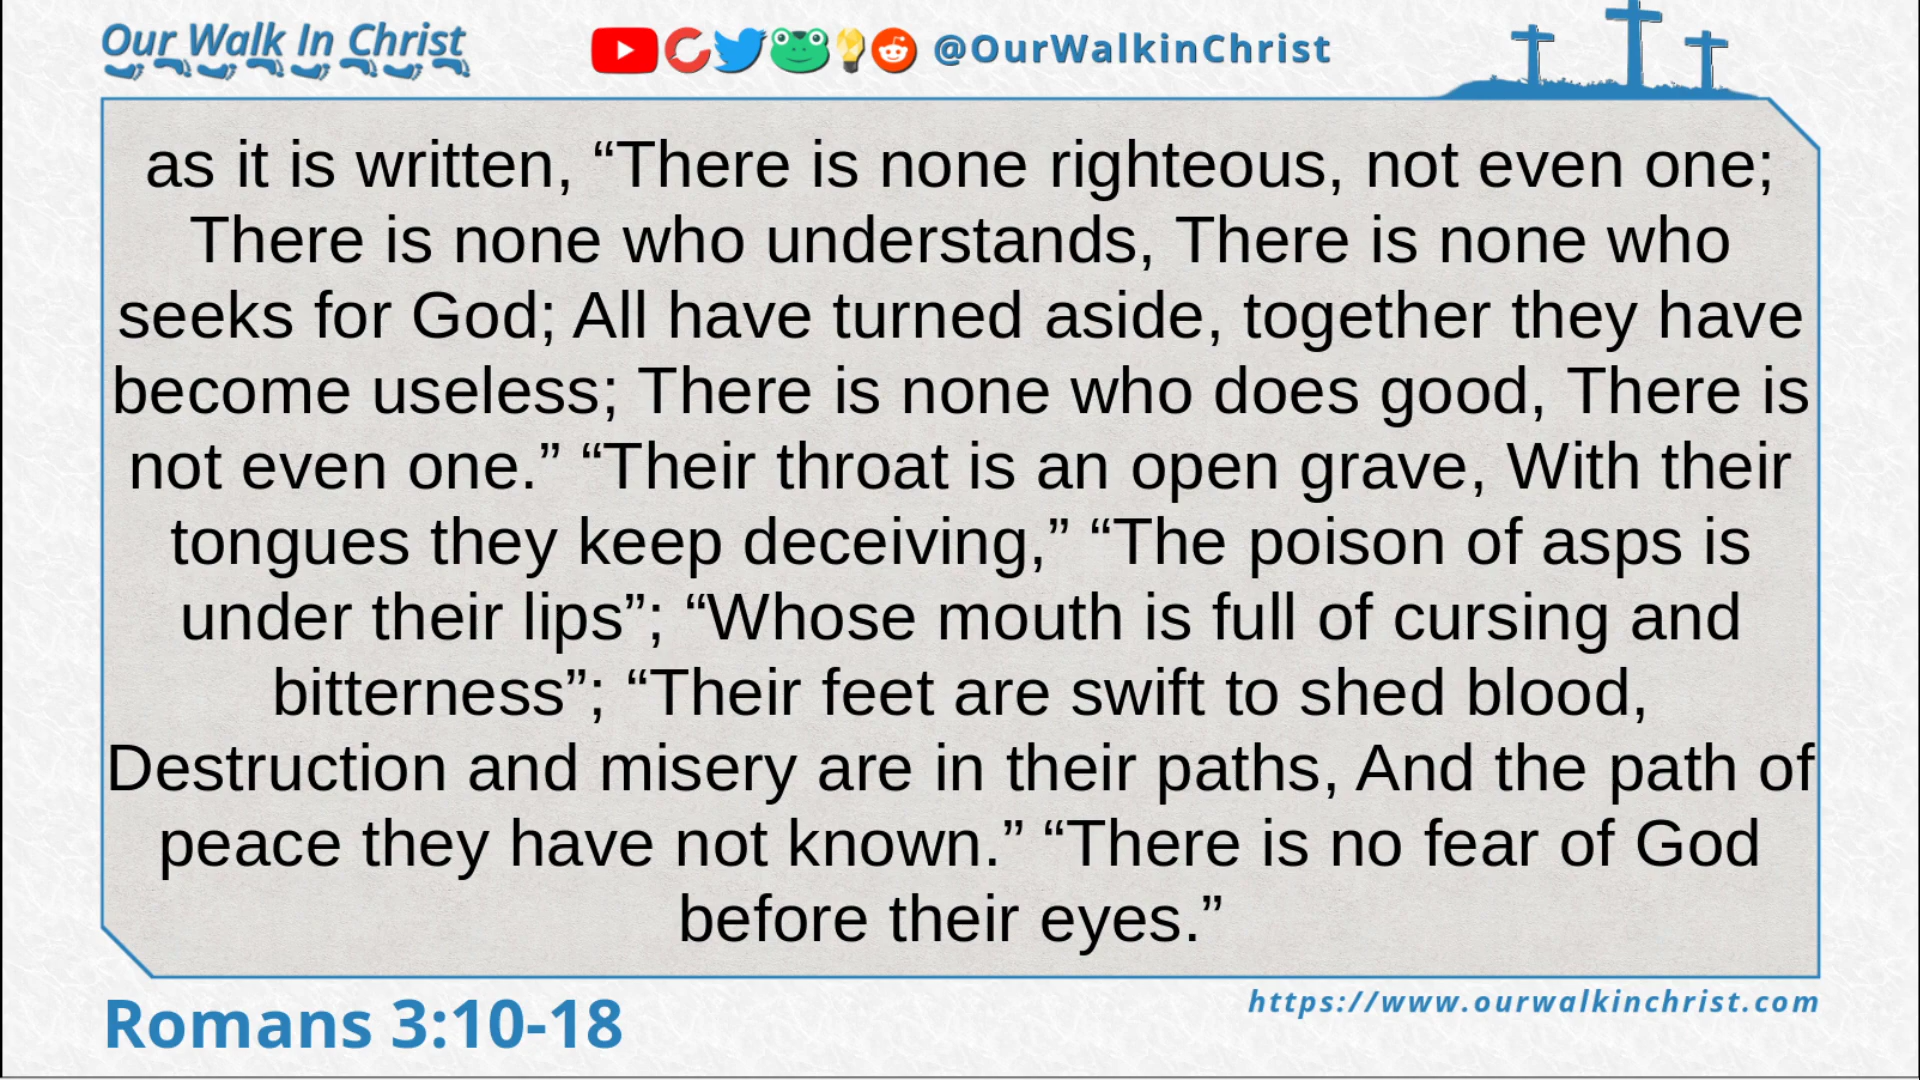 Our Walk In Christ
@OurWalkinChrist
as it is written, “There is none righteous, not even one;
There is none who understands, There is none who
seeks for God; All have turned aside, together they have
become useless; There is none who does good, There is
not even one.” “Their throat is an open grave, With their
tongues they keep deceiving,” “The poison of asps is
under their lips”; “Whose mouth is full of cursing and
bitterness”; “Their feet are swift to shed blood,
Destruction and misery are in their paths, And the path of
peace they have not known.” “There is no fear of God
before their eyes.”
Romans 3:10-18
https://www.ourwalkinchrist.com